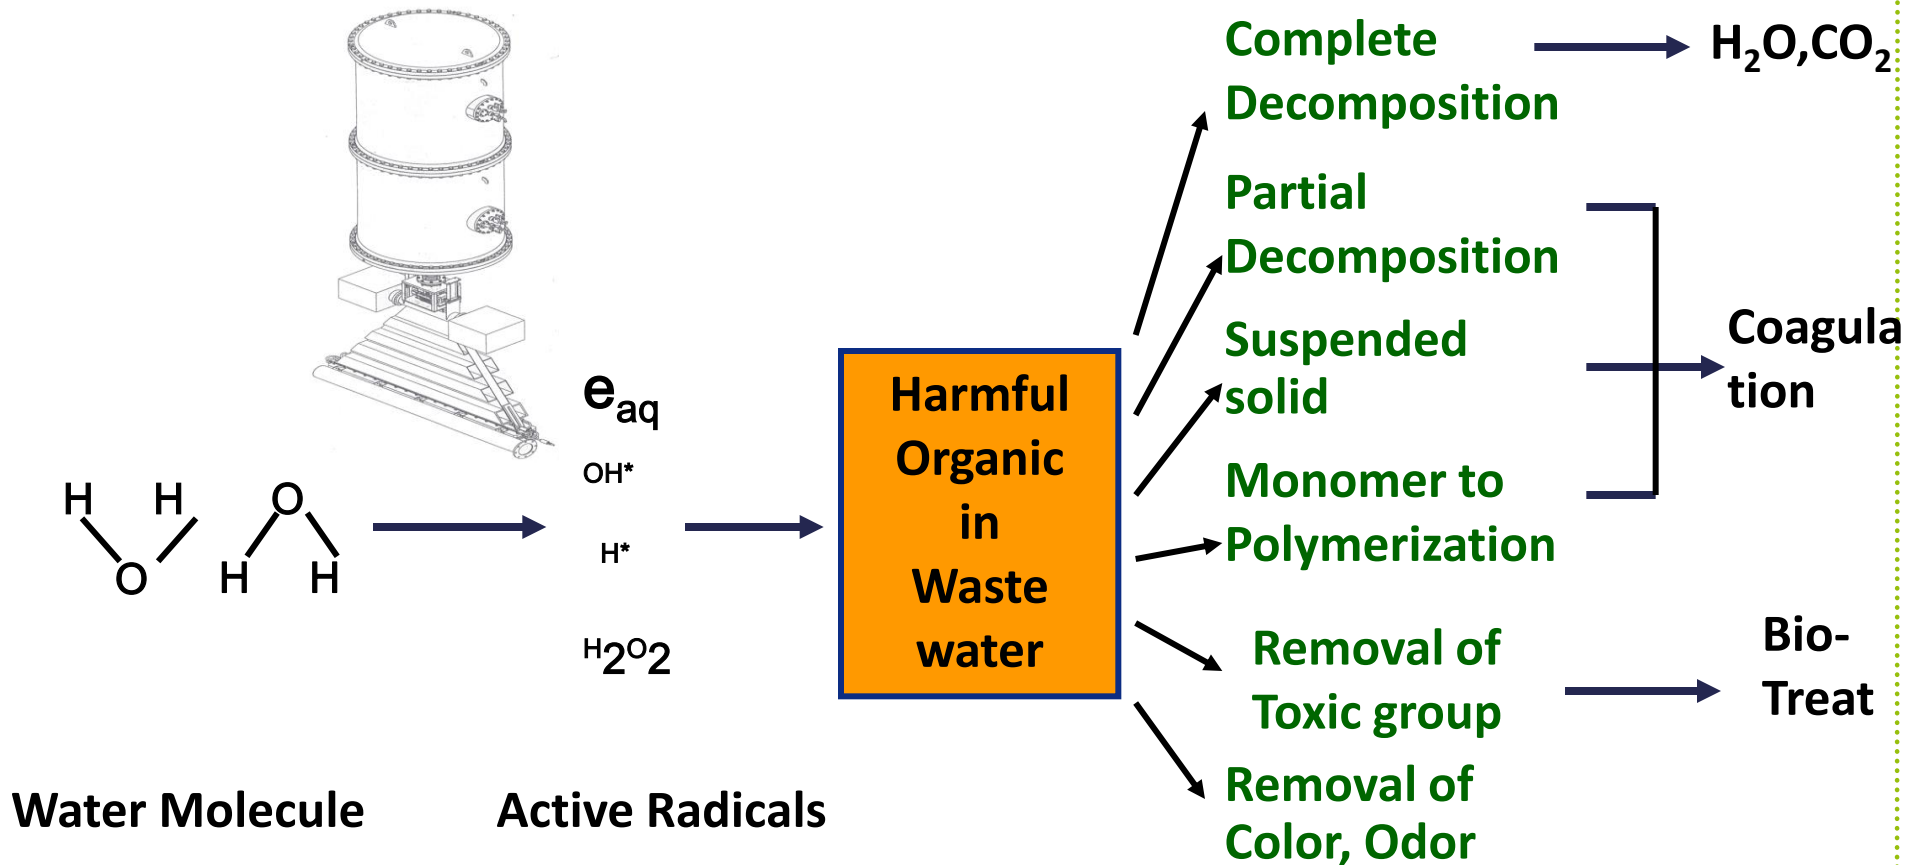 H H O
O H H
Water Molecule
e_aq
OH*
H*
H2O2
Active Radicals
Harmful
Organic
in
Waste
water
Complete
Decomposition
H₂O,CO₂
Partial
Decomposition
Suspended
solid
Monomer to
Polymerization
Coagula
tion
Removal of
Toxic group
Bio-
Treat
Removal of
Color, Odor